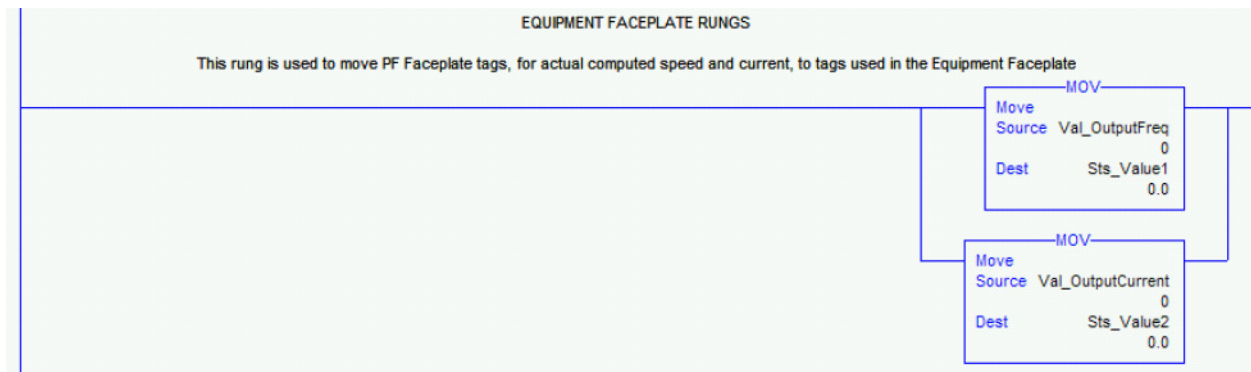 EQUIPMENT FACEPLATE RUNGS
This rung is used to move PF Faceplate tags, for actual computed speed and current, to tags used in the Equipment Faceplate
MOV
Move
Source Val_OutputFreq
0
Dest Sts_Value1
0.0
MOV
Move
Source Val_OutputCurrent
0
Dest Sts_Value2
0.0